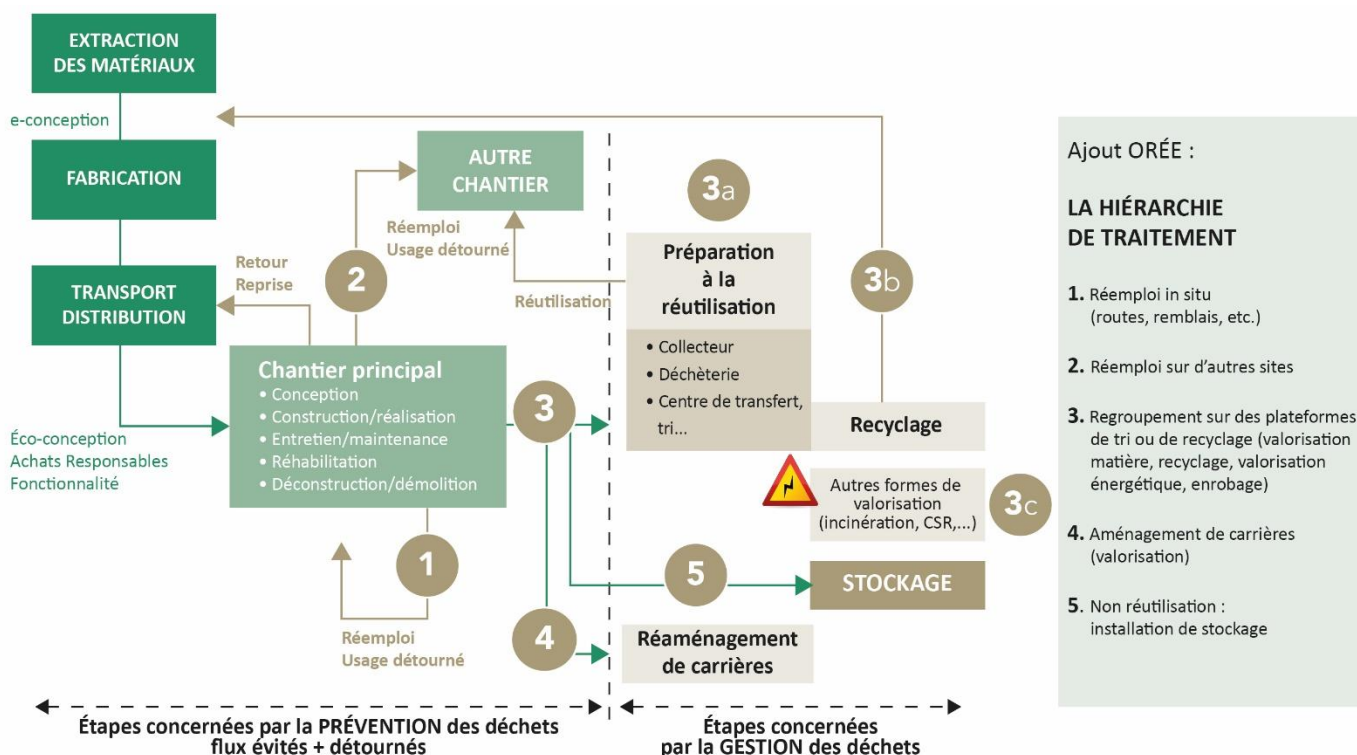 EXTRACTION
DES MATÉRIAUX
e-conception
FABRICATION
TRANSPORT
DISTRIBUTION
Éco-conception
Achats Responsables
Fonctionnalité
Retour
Reprise
2
Réemploi
Usage détourné
AUTRE
CHANTIER
Réutilisation
Chantier principal
• Conception
• Construction/réalisation
• Entretien/maintenance
• Réhabilitation
• Déconstruction/démolition
1
Réemploi
Usage détourné
3
4
5
3a
Préparation
à la
réutilisation
• Collecteur
• Déchèterie
• Centre de transfert,
tri...
3b
Recyclage
Autres formes de
valorisation
(incinération, CSR,...)
3c
STOCKAGE
Réaménagement
de carrières
Étapes concernées par la PRÉVENTION des déchets
flux évités + détournés
Étapes concernées
par la GESTION des déchets
Ajout ORÉE :
LA HIÉRARCHIE
DE TRAITEMENT
1. Réemploi in situ
(routes, remblais, etc.)
2. Réemploi sur d'autres sites
3. Regroupement sur des plateformes
de tri ou de recyclage (valorisation
matière, recyclage, valorisation
énergétique, enrobage)
4. Aménagement de carrières
(valorisation)
5. Non réutilisation :
installation de stockage